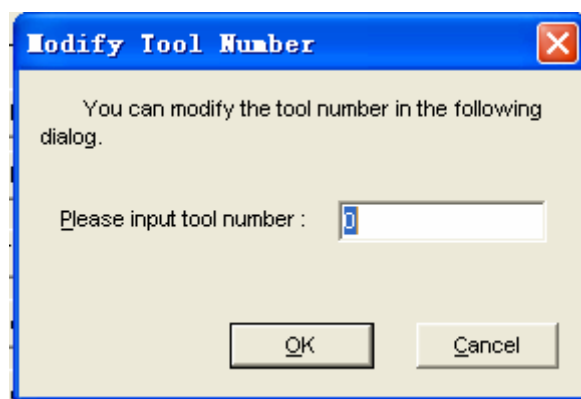 Modify Tool Number
You can modify the tool number in the following
dialog.
Please input tool number :
0
OK
Cancel